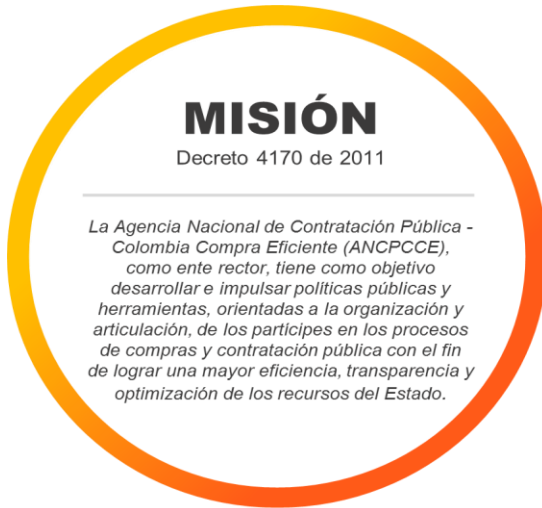 MISIÓN
Decreto 4170 de 2011
La Agencia Nacional de Contratación Pública -
Colombia Compra Eficiente (ANCPCCE),
como ente rector, tiene como objetivo
desarrollar e impulsar políticas públicas y
herramientas, orientadas a la organización y
articulación, de los partícipes en los procesos
de compras y contratación pública con el fin
de lograr una mayor eficiencia, transparencia y
optimización de los recursos del Estado.